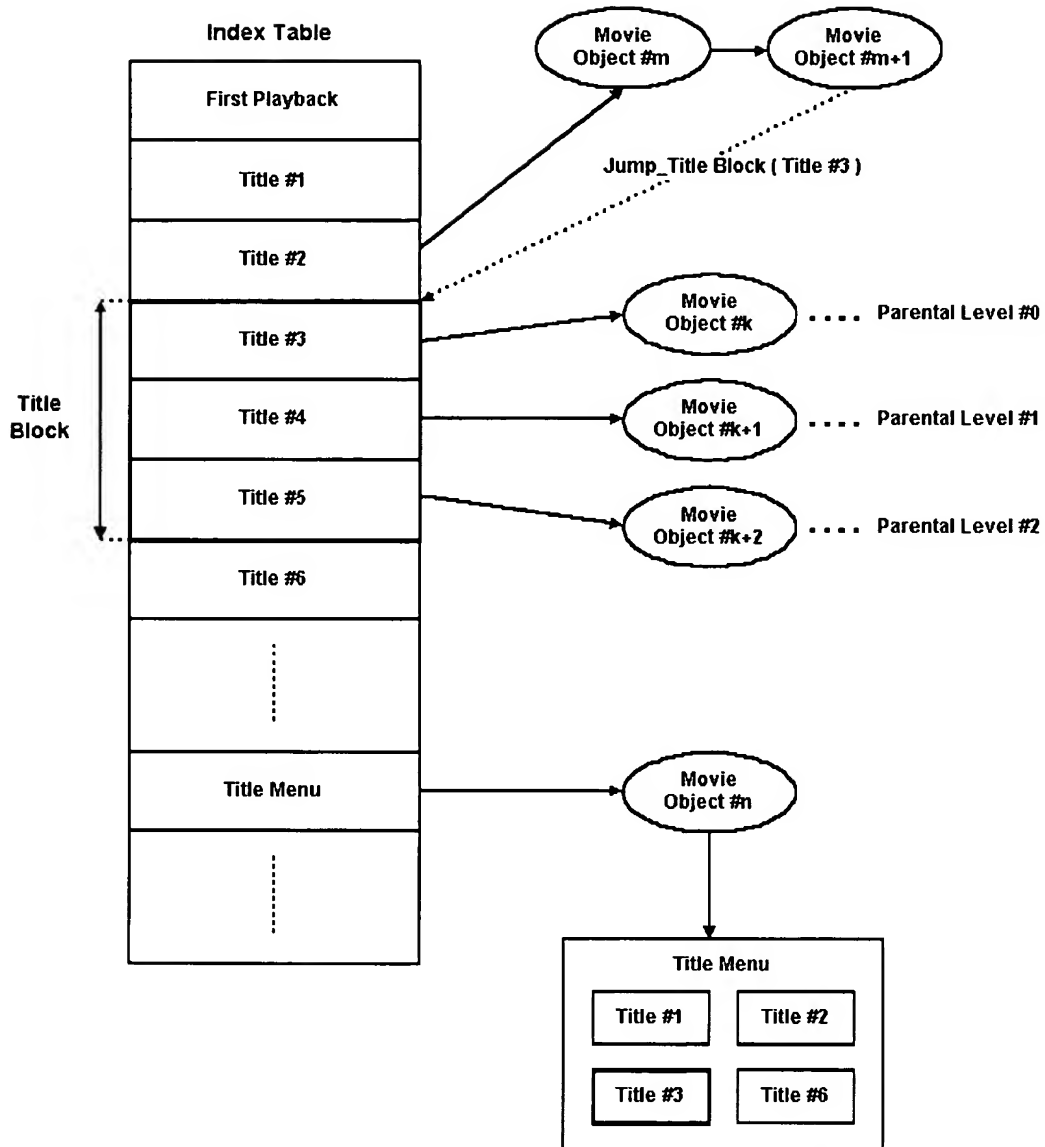 Index Table
First Playback
Title #1
Title #2
Title #3
Title #4
Title #5
Title #6
Title Menu
Title
Block
Movie
Object #m
Movie
Object #m+1
Jump_Title Block ( Title #3 )
Movie
Object #k
Parental Level #0
Movie
Object #k+1
Parental Level #1
Movie
Object #k+2
Parental Level #2
Movie
Object #n
Title Menu
Title #1
Title #2
Title #3
Title #6